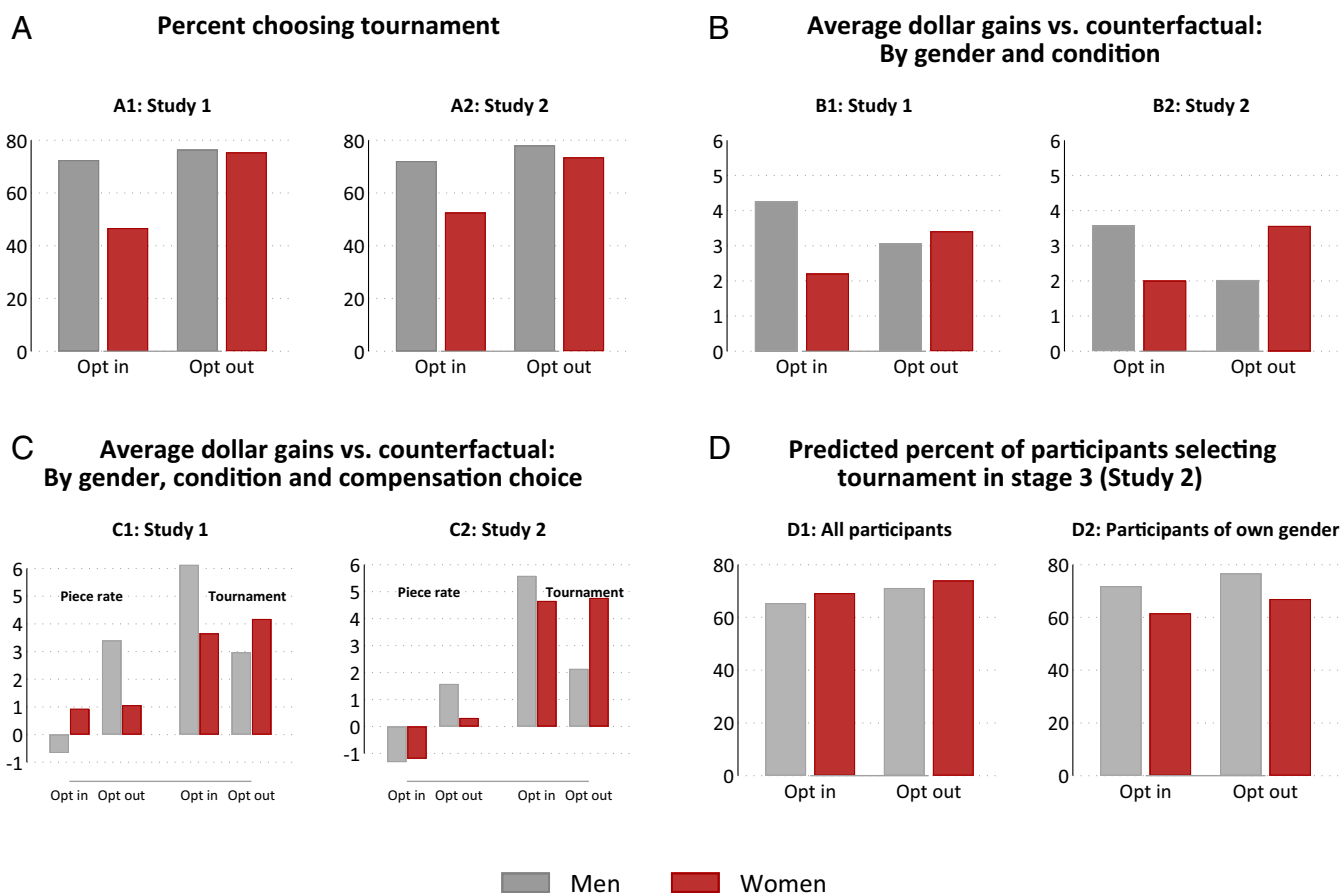 A
Percent choosing tournament
A1: Study 1
80
60
40
20
0
Opt in
Opt out
A2: Study 2
80
60
40
20
0
Opt in
Opt out
B
Average dollar gains vs. counterfactual:
By gender and condition
B1: Study 1
6
5
4
3
2
1
0
Opt in
Opt out
B2: Study 2
6
5
4
3
2
1
0
Opt in
Opt out
C
Average dollar gains vs. counterfactual:
By gender, condition and compensation choice
C1: Study 1
6
5
4
3
2
1
0
-1
Piece rate
Tournament
Opt in
Opt out
Opt in
Opt out
C2: Study 2
6
5
4
3
2
1
0
-1
Piece rate
Tournament
Opt in
Opt out
Opt in
Opt out
D
Predicted percent of participants selecting
tournament in stage 3 (Study 2)
D1: All participants
80
60
40
20
0
Opt in
Opt out
D2: Participants of own gender
80
60
40
20
0
Opt in
Opt out
Men
Women